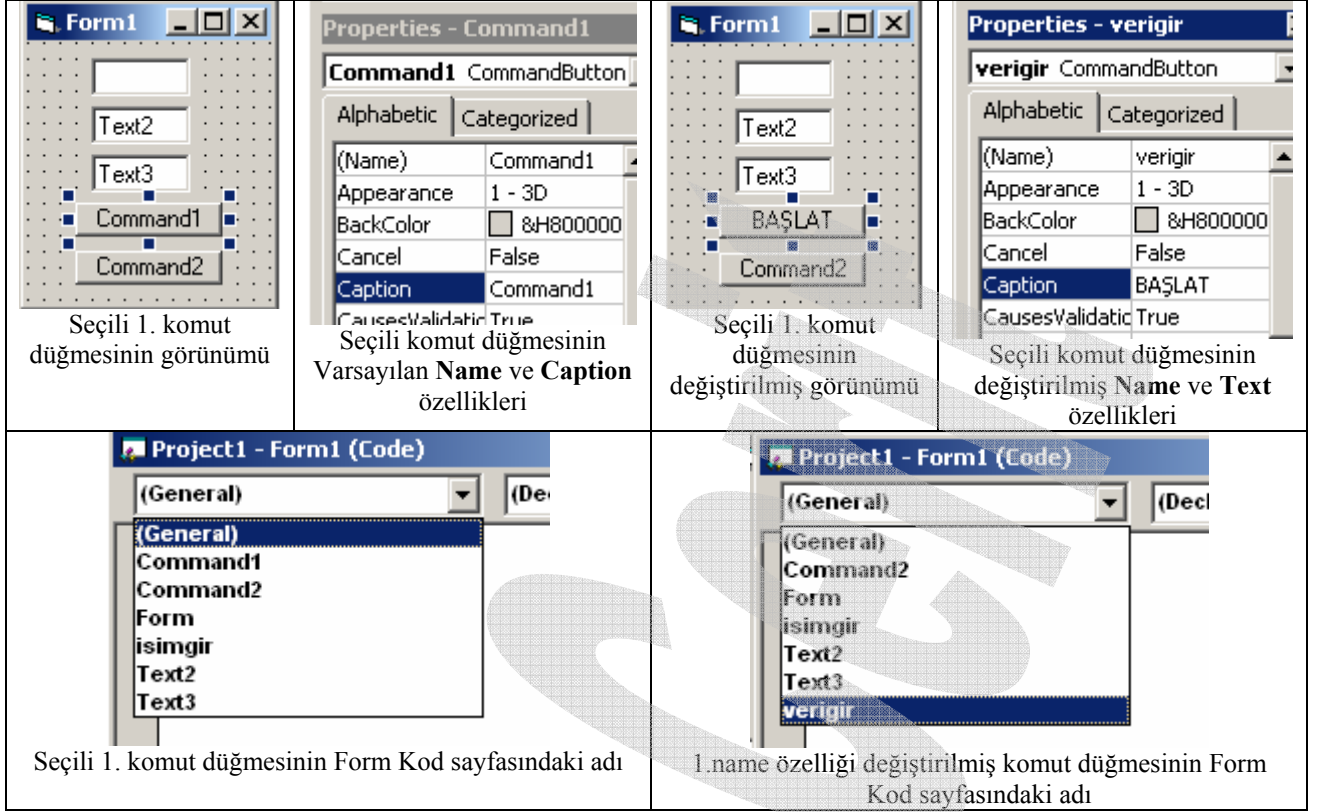 Form1
Text2
Text3
Command1
Command2
Seçili 1. komut
düğmesinin görünümü
Properties - Command1
Command1 CommandButton
Alphabetic Categorized
(Name) Command1
Appearance 1 - 3D
BackColor &H800000
Cancel False
Caption Command1
CausesValidatic True
Seçili komut düğmesinin
Varsayılan Name ve Caption
özellikleri
Form1
Text2
Text3
BAŞLAT
Command2
Seçili 1. komut
düğmesinin
değiştirilmiş görünümü
Properties - verigir
verigir CommandButton
Alphabetic Categorized
(Name) verigir
Appearance 1 - 3D
BackColor &H800000
Cancel False
Caption BAŞLAT
CausesValidatic True
Seçili komut düğmesinin
değiştirilmiş Name ve Text
özellikleri
Project1 - Form1 (Code)
(General) (De
(General)
Command1
Command2
Form
isimgir
Text2
Text3
Seçili 1. komut düğmesinin Form Kod sayfasındaki adı
Project1 - Form1 (Code)
(General) (Decl
(General)
Command2
Form
isimgir
Text2
Text3
verigir
1.name özelliği değiştirilmiş komut düğmesinin Form
Kod sayfasındaki adı